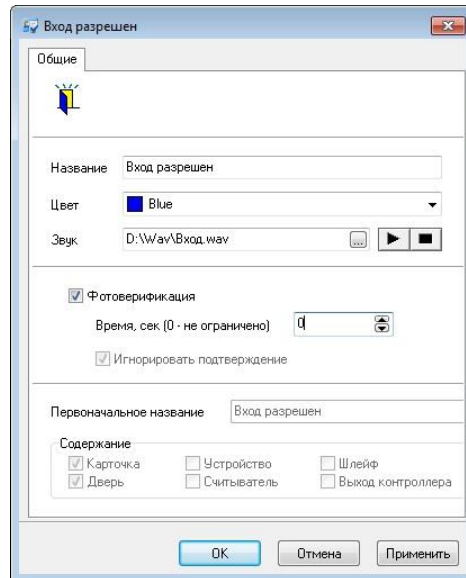 Вход разрешен
Общие
Название Вход разрешен
Цвет Blue
Звук D:\Wav\Вход.wav ...
Фотоверификация
Время, сек (0 - не ограничено) 0
Игнорировать подтверждение
Первоначальное название Вход разрешен
Содержание
Карточка Устройство Шлейф
Дверь Считыватель Выход контроллера
OK Отмена Применить